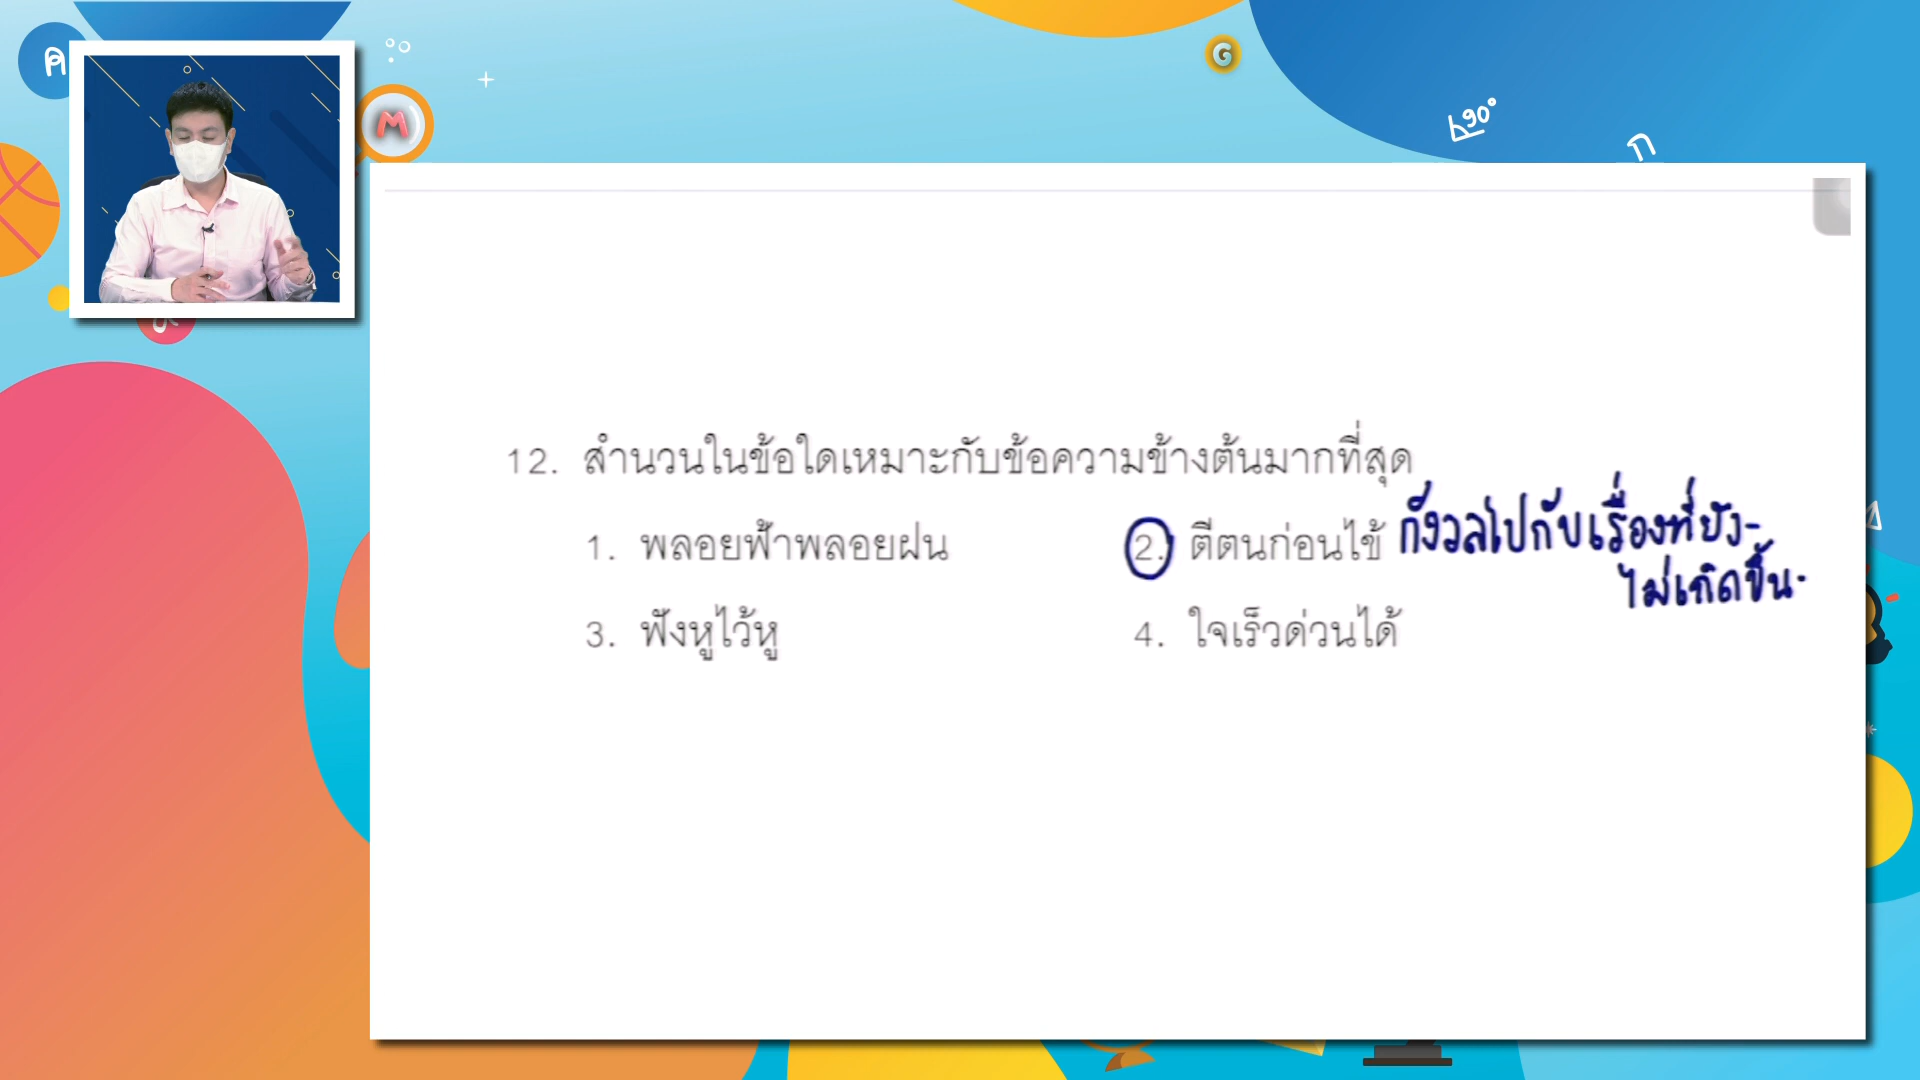 ค
M
G
90°
ก
12. สำนวนในข้อใดเหมาะกับข้อความข้างต้นมากที่สุด
1. พลอยฟ้าพลอยฝน
2. ตีตนก่อนไข้
กังวลไปกับเรื่องที่ยัง-
ไม่เกิดขึ้น.
3. ฟังหูไว้หู
4. ใจเร็วด่วนได้